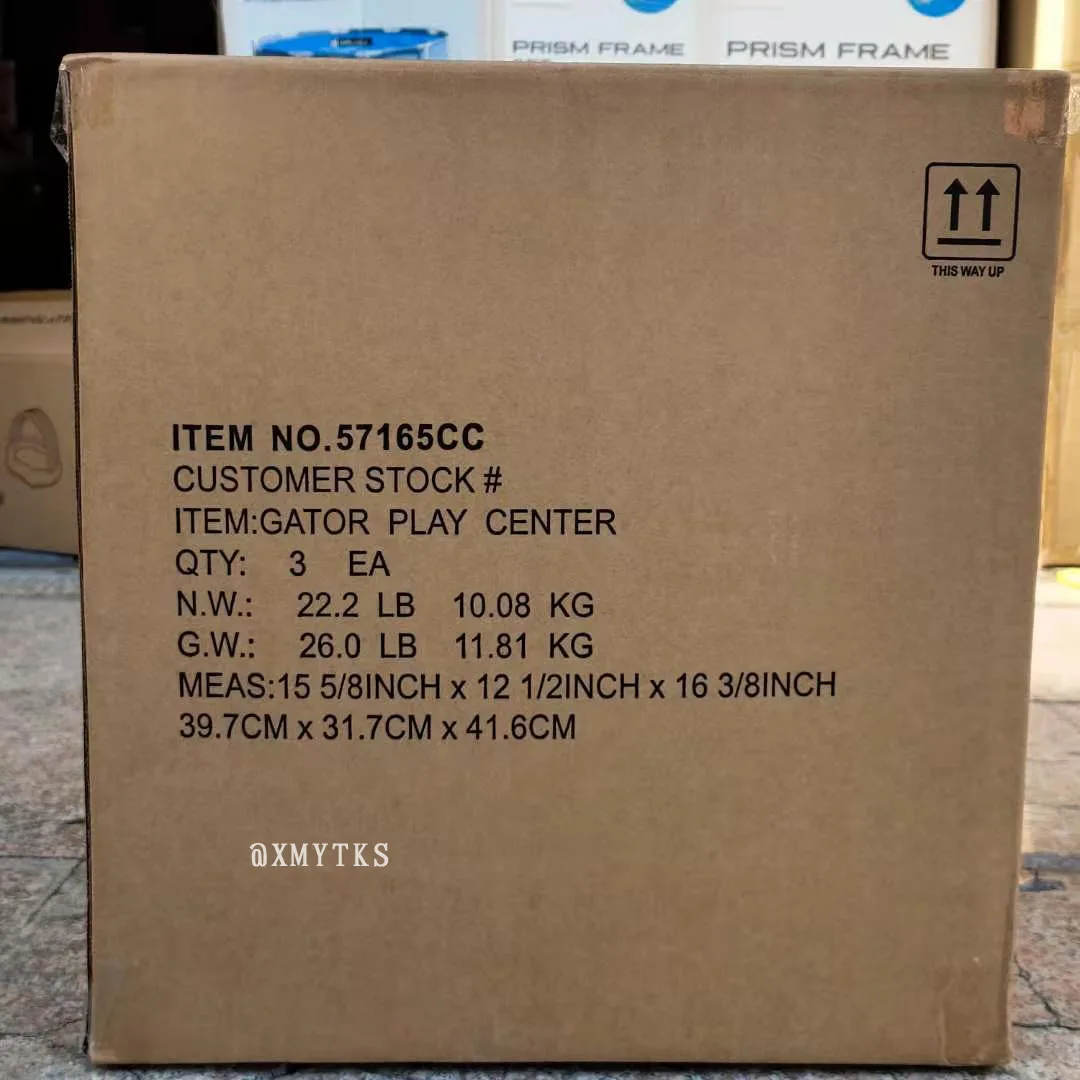 PRISM FRAME
PRISM FRAME
THIS WAY UP
ITEM NO.57165CC
CUSTOMER STOCK #
ITEM:GATOR PLAY CENTER
QTY: 3 EA
N.W.: 22.2 LB 10.08 KG
G.W.: 26.0 LB 11.81 KG
MEAS:15 5/8INCH x 12 1/2INCH x 16 3/8INCH
39.7CM x 31.7CM x 41.6CM
@XMYTKS